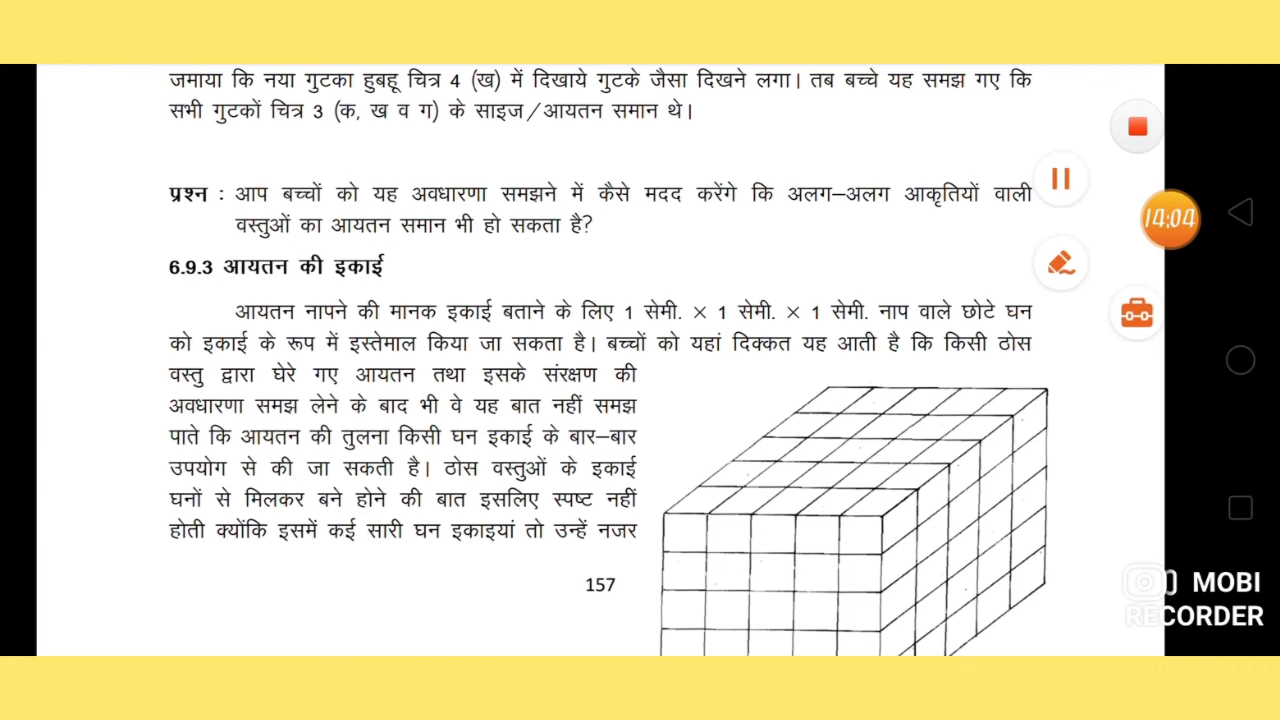 जमाया कि नया गुटका हुबहू चित्र 4 (ख) में दिखाये गुटके जैसा दिखने लगा। तब बच्चे यह समझ गए कि
सभी गुटकों चित्र 3 (क, ख व ग) के साइज/आयतन समान थे।
प्रश्न : आप बच्चों को यह अवधारणा समझने में कैसे मदद करेंगे कि अलग–अलग आकृतियों वाली
वस्तुओं का आयतन समान भी हो सकता है?
6.9.3 आयतन की इकाई
आयतन नापने की मानक इकाई बताने के लिए 1 सेमी. × 1 सेमी. × 1 सेमी. नाप वाले छोटे घन
को इकाई के रूप में इस्तेमाल किया जा सकता है। बच्चों को यहां दिक्कत यह आती है कि किसी ठोस
वस्तु द्वारा घेरे गए आयतन तथा इसके संरक्षण की
अवधारणा समझ लेने के बाद भी वे यह बात नहीं समझ
पाते कि आयतन की तुलना किसी घन इकाई के बार–बार
उपयोग से की जा सकती है। ठोस वस्तुओं के इकाई
घनों से मिलकर बने होने की बात इसलिए स्पष्ट नहीं
होती क्योंकि इसमें कई सारी घन इकाइयां तो उन्हें नजर
157
14:04
MOBI
RECORDER